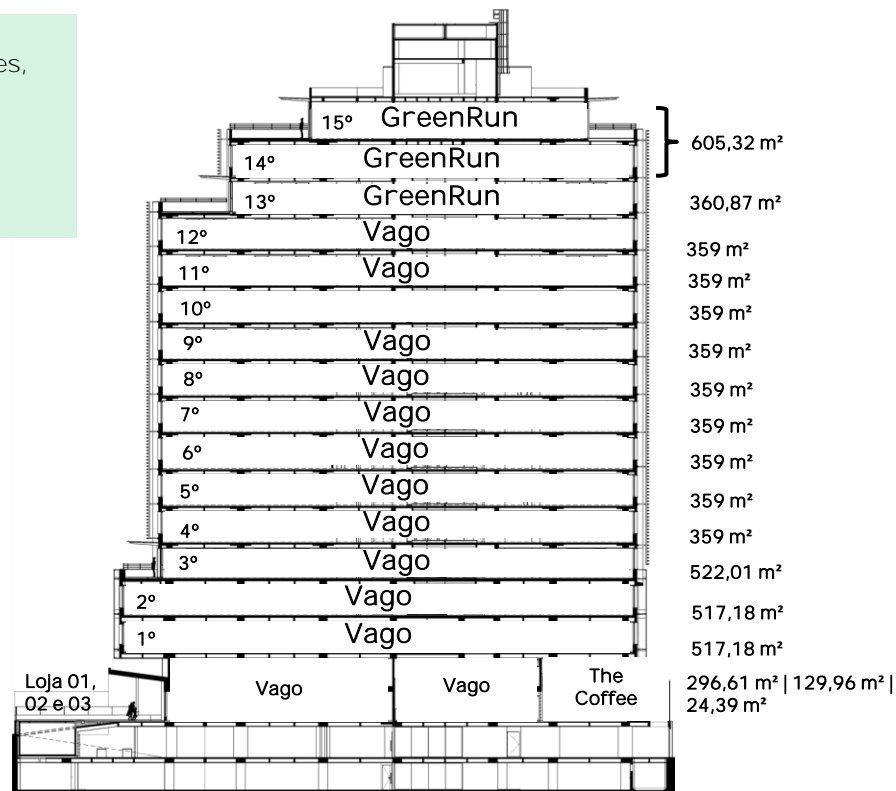 es,
15º GreenRun
605,32 m²
14º GreenRun
13º GreenRun 360,87 m²
12º Vago 359 m²
11º Vago 359 m²
10º 359 m²
9º Vago 359 m²
8º Vago 359 m²
7º Vago 359 m²
6º Vago 359 m²
5º Vago 359 m²
4º Vago 359 m²
3º Vago 522,01 m²
2º Vago 517,18 m²
1º Vago 517,18 m²
Loja 01,
02 e 03
Vago
Vago
The
Coffee
296,61 m² | 129,96 m² |
24,39 m²